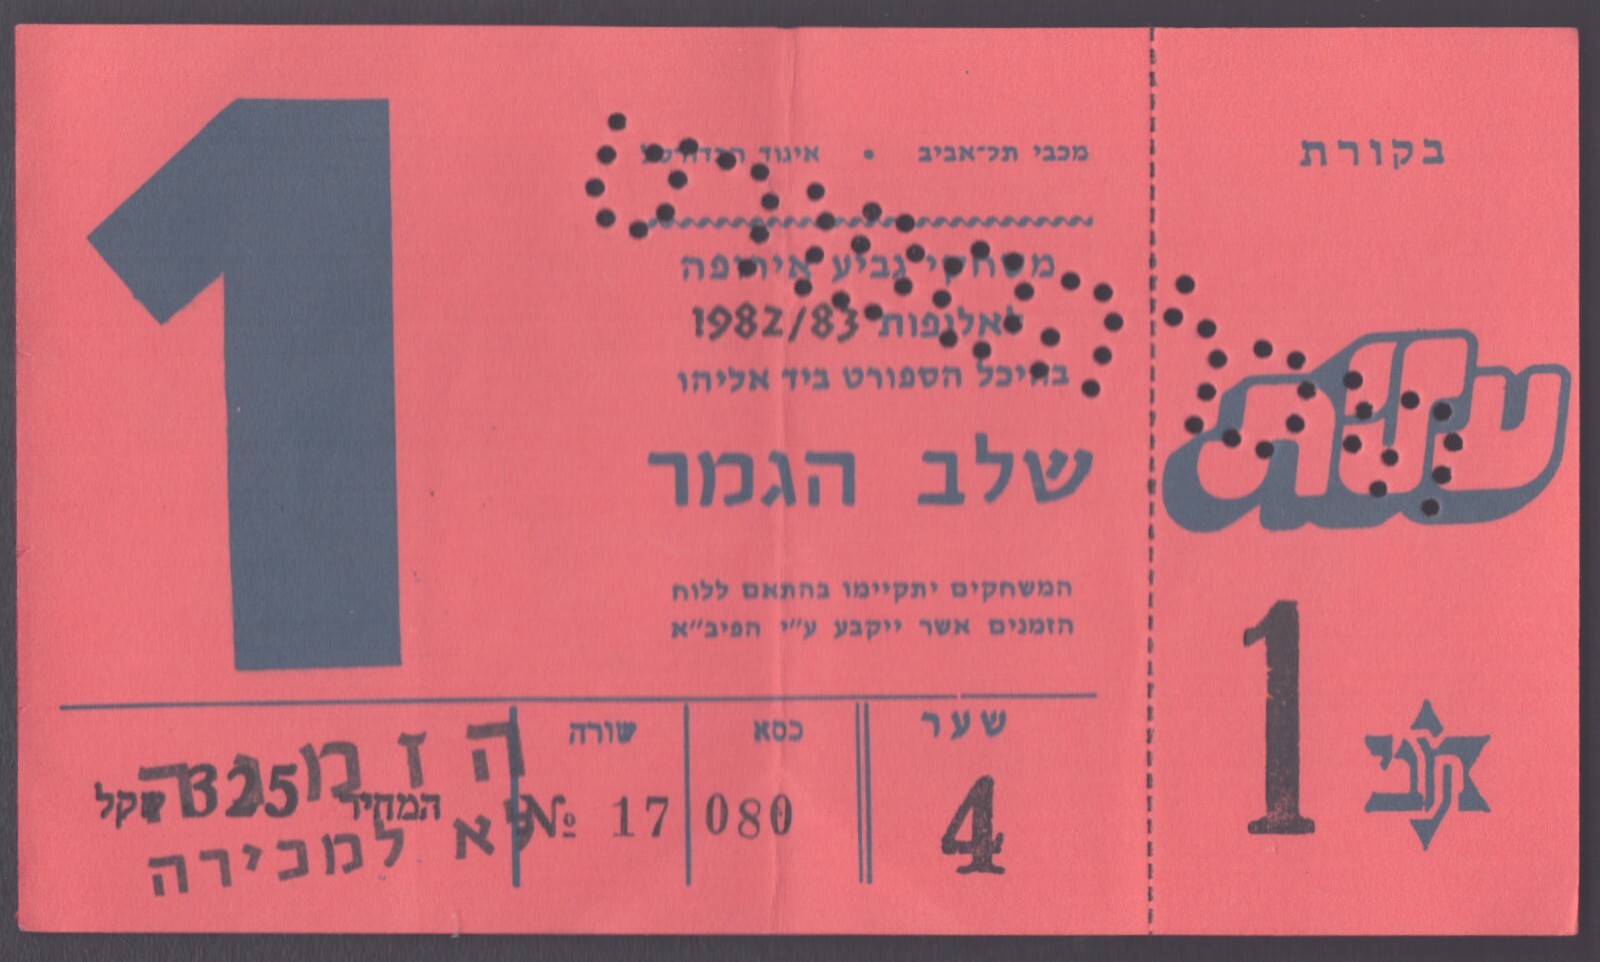 בקורת
עלית
1
מכבי
1
מכבי תל-אביב • איגוד הכדורסל
משחקי גביע אירופה
לאלופות 1982/83
בהיכל הספורט ביד אליהו
שלב הגמר
המשחקים יתקיימו בהתאם ללוח
הזמנים אשר ייקבע ע"י הפיב"א
שער
4
כסא
080
שורה
№ 17
המחיר 325 שקל
הזמנה
לא למכירה